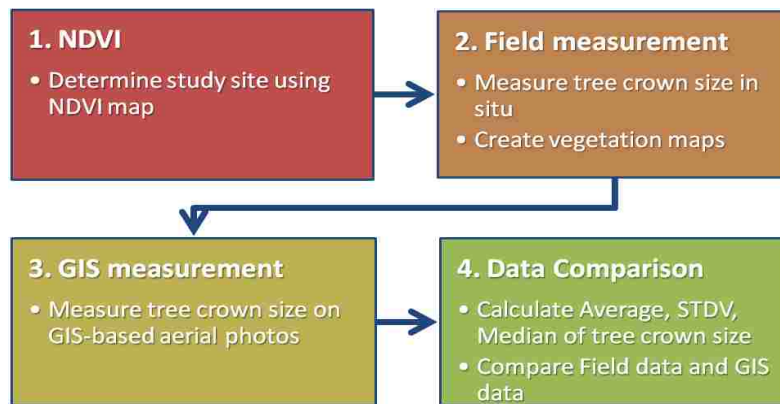 1. NDVI
• Determine study site using
NDVI map
2. Field measurement
• Measure tree crown size in
situ
• Create vegetation maps
3. GIS measurement
• Measure tree crown size on
GIS-based aerial photos
4. Data Comparison
• Calculate Average, STDV,
Median of tree crown size
• Compare Field data and GIS
data